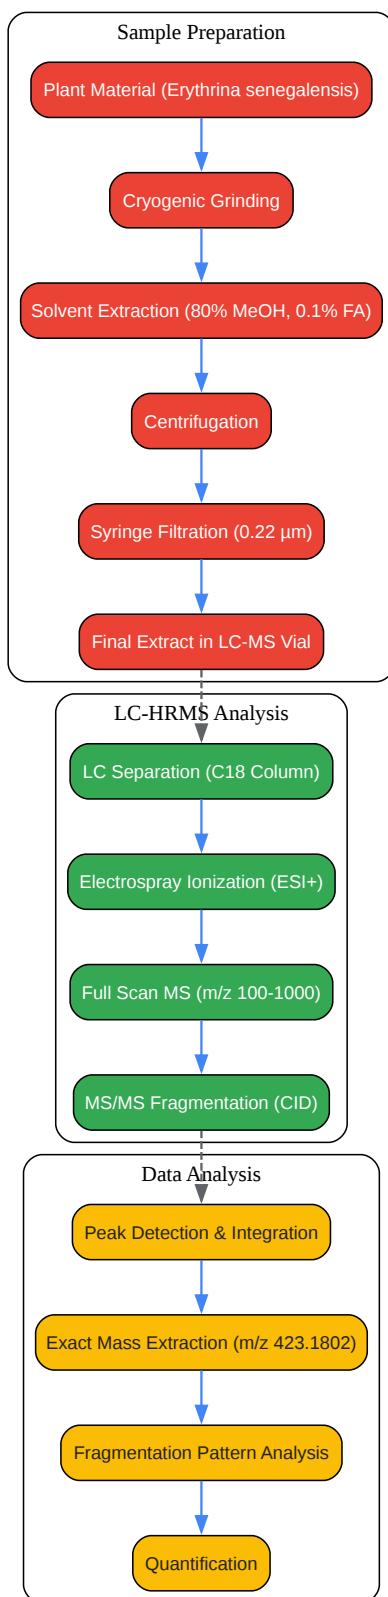 Sample Preparation
Plant Material (Erythrina senegalensis)
Cryogenic Grinding
Solvent Extraction (80% MeOH, 0.1% FA)
Centrifugation
Syringe Filtration (0.22 µm)
Final Extract in LC-MS Vial
LC-HRMS Analysis
LC Separation (C18 Column)
Electrospray Ionization (ESI+)
Full Scan MS (m/z 100-1000)
MS/MS Fragmentation (CID)
Data Analysis
Peak Detection & Integration
Exact Mass Extraction (m/z 423.1802)
Fragmentation Pattern Analysis
Quantification